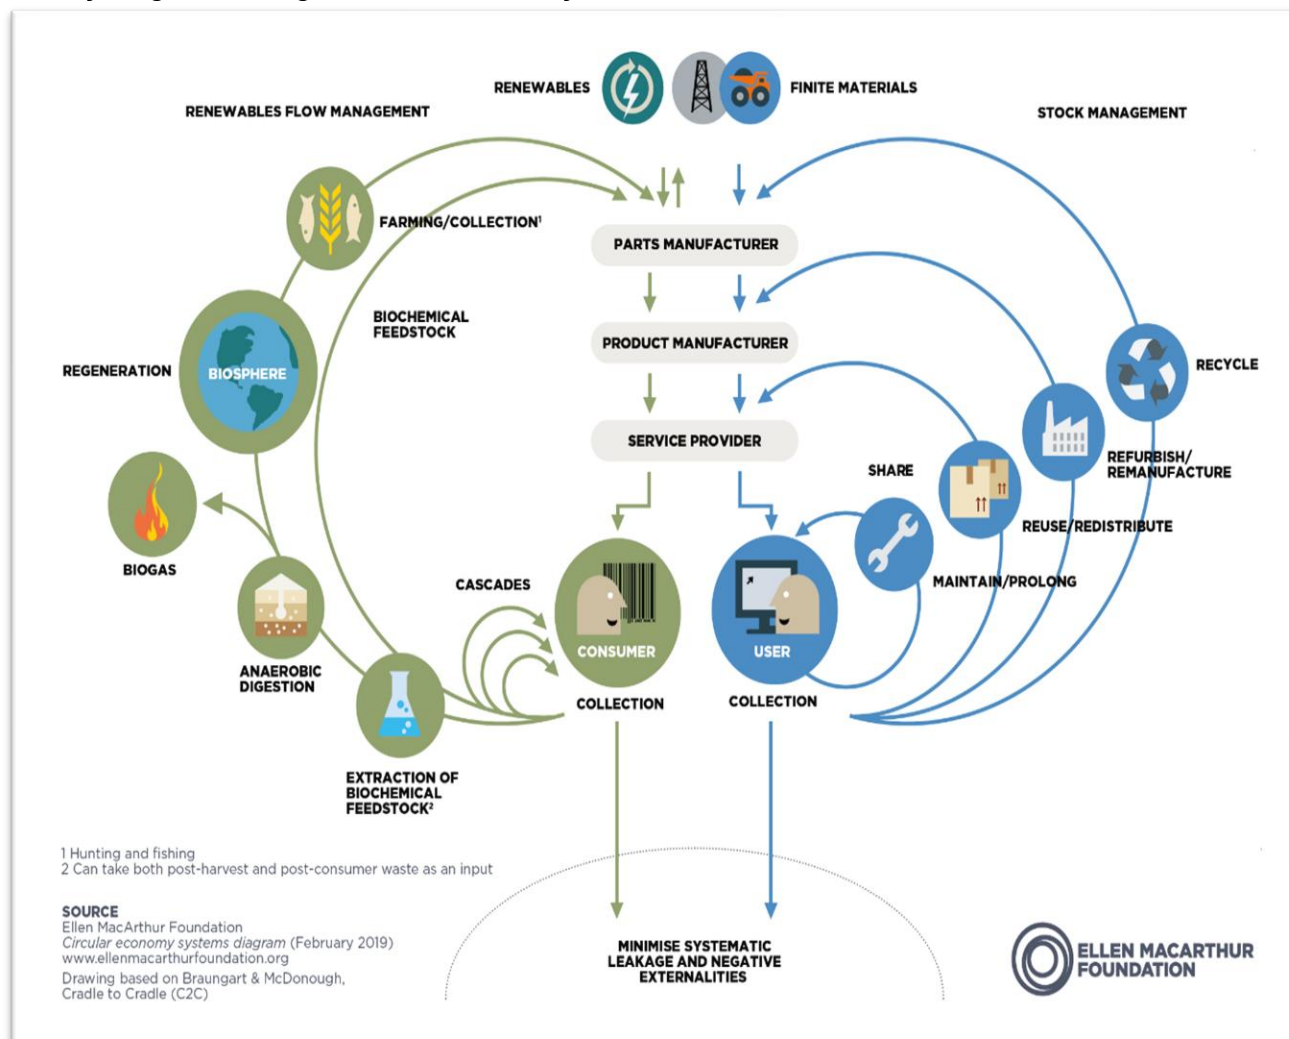 RENEWABLES
FINITE MATERIALS
RENEWABLES FLOW MANAGEMENT
STOCK MANAGEMENT
FARMING/COLLECTION¹
PARTS MANUFACTURER
BIOCHEMICAL
FEEDSTOCK
PRODUCT MANUFACTURER
REGENERATION
BIOSPHERE
RECYCLE
SERVICE PROVIDER
SHARE
REFURBISH/
REMANUFACTURE
REUSE/REDISTRIBUTE
BIOGAS
CASCADES
MAINTAIN/PROLONG
CONSUMER
USER
ANAEROBIC
DIGESTION
COLLECTION
COLLECTION
EXTRACTION OF
BIOCHEMICAL
FEEDSTOCK²
1 Hunting and fishing
2 Can take both post-harvest and post-consumer waste as an input
SOURCE
Ellen MacArthur Foundation
Circular economy systems diagram (February 2019)
www.ellenmacarthurfoundation.org
Drawing based on Braungart & McDonough,
Cradle to Cradle (C2C)
MINIMISE SYSTEMATIC
LEAKAGE AND NEGATIVE
EXTERNALITIES
ELLEN MACARTHUR
FOUNDATION